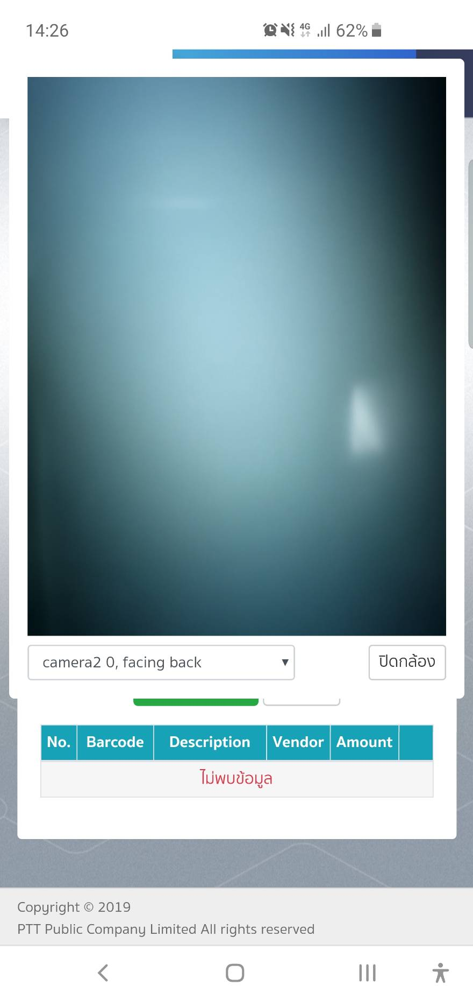 14:26
4G
62%
camera2 0, facing back
ปิดกล้อง
No. Barcode Description Vendor Amount
ไม่พบข้อมูล
Copyright © 2019
PTT Public Company Limited All rights reserved